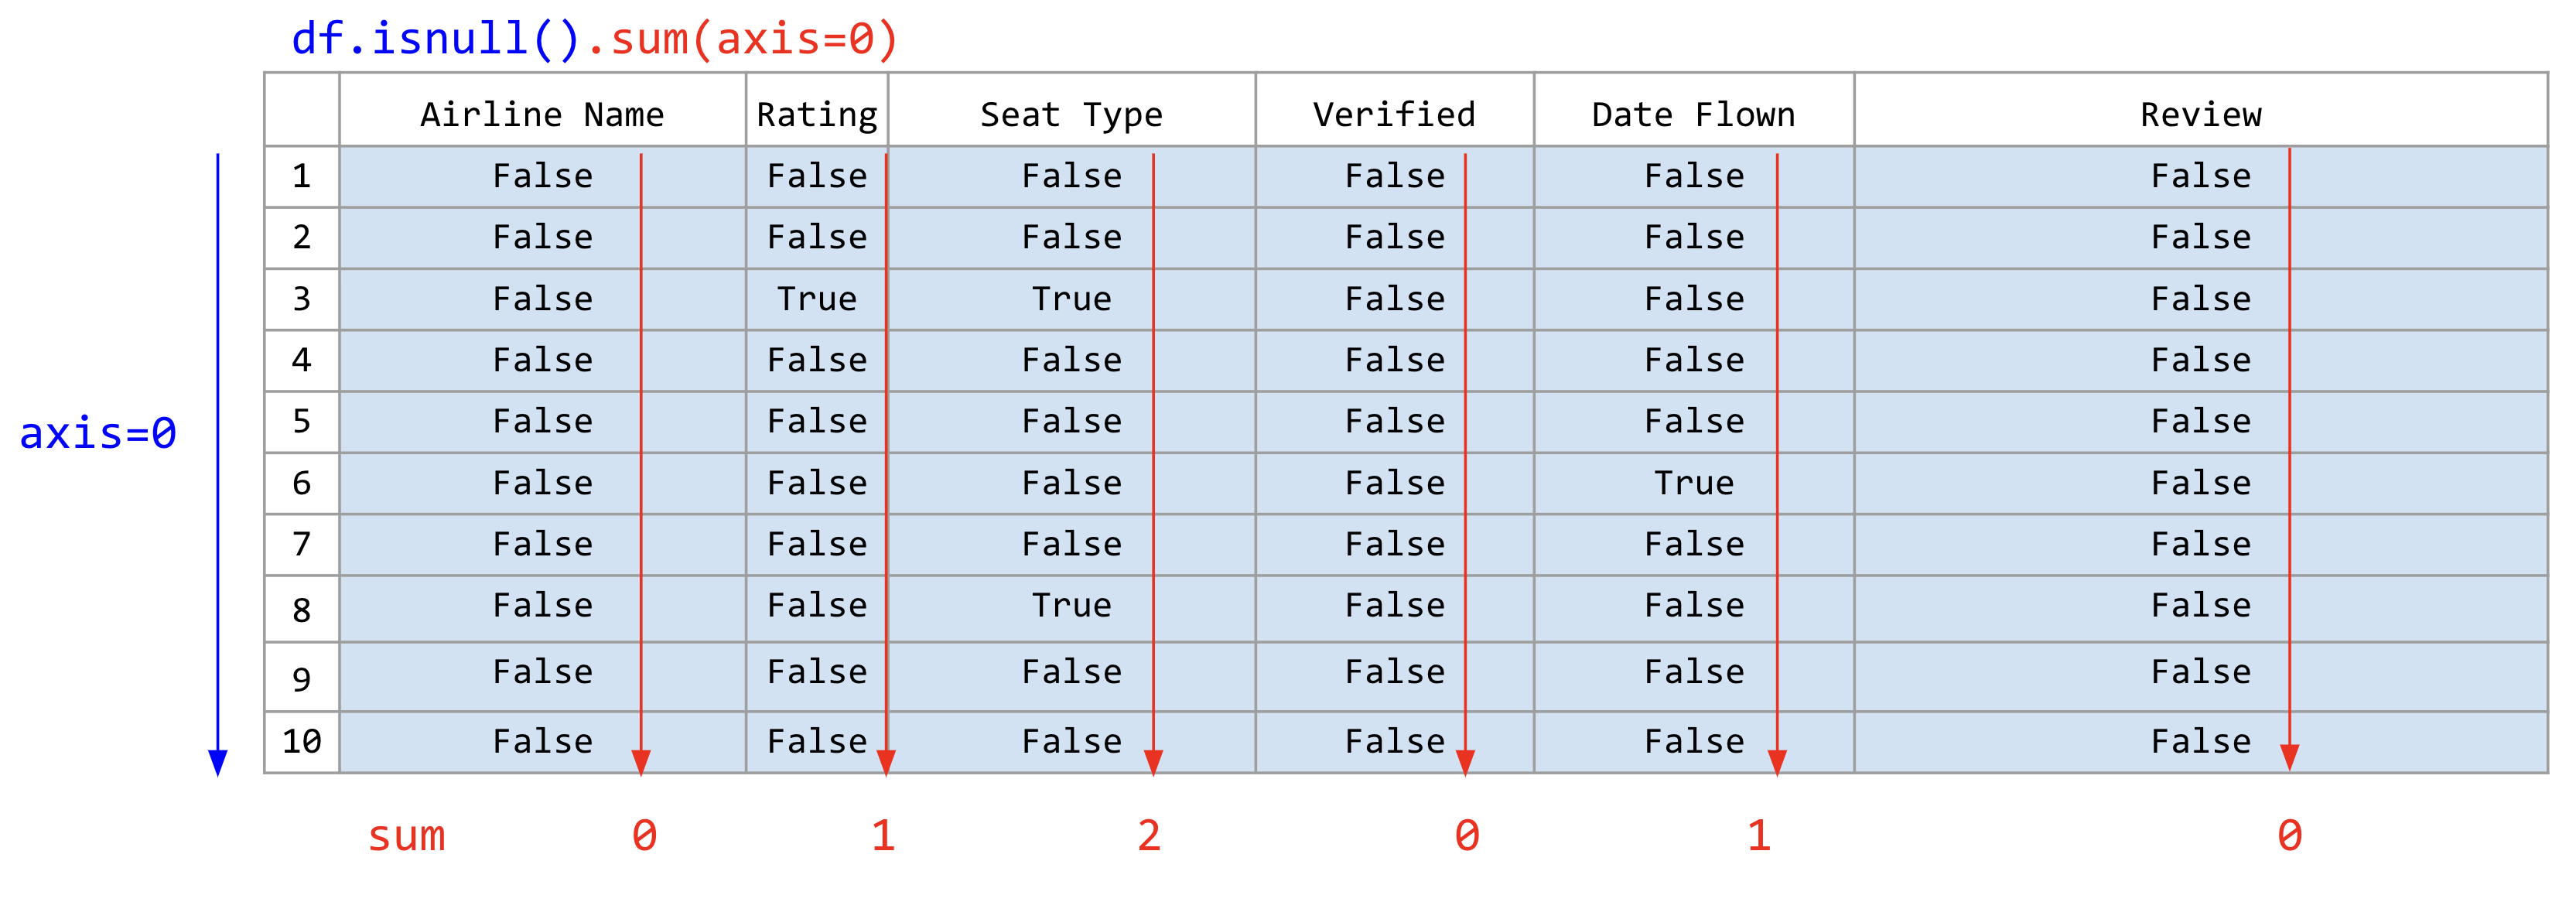 df.isnull().sum(axis=0)
Airline Name Rating Seat Type Verified Date Flown Review
1 False False False False False False
2 False False False False False False
3 False True True False False False
4 False False False False False False
axis=0
5 False False False False False False
6 False False False False True False
7 False False False False False False
8 False False True False False False
9 False False False False False False
10 False False False False False False
sum 0 1 2 0 1 0